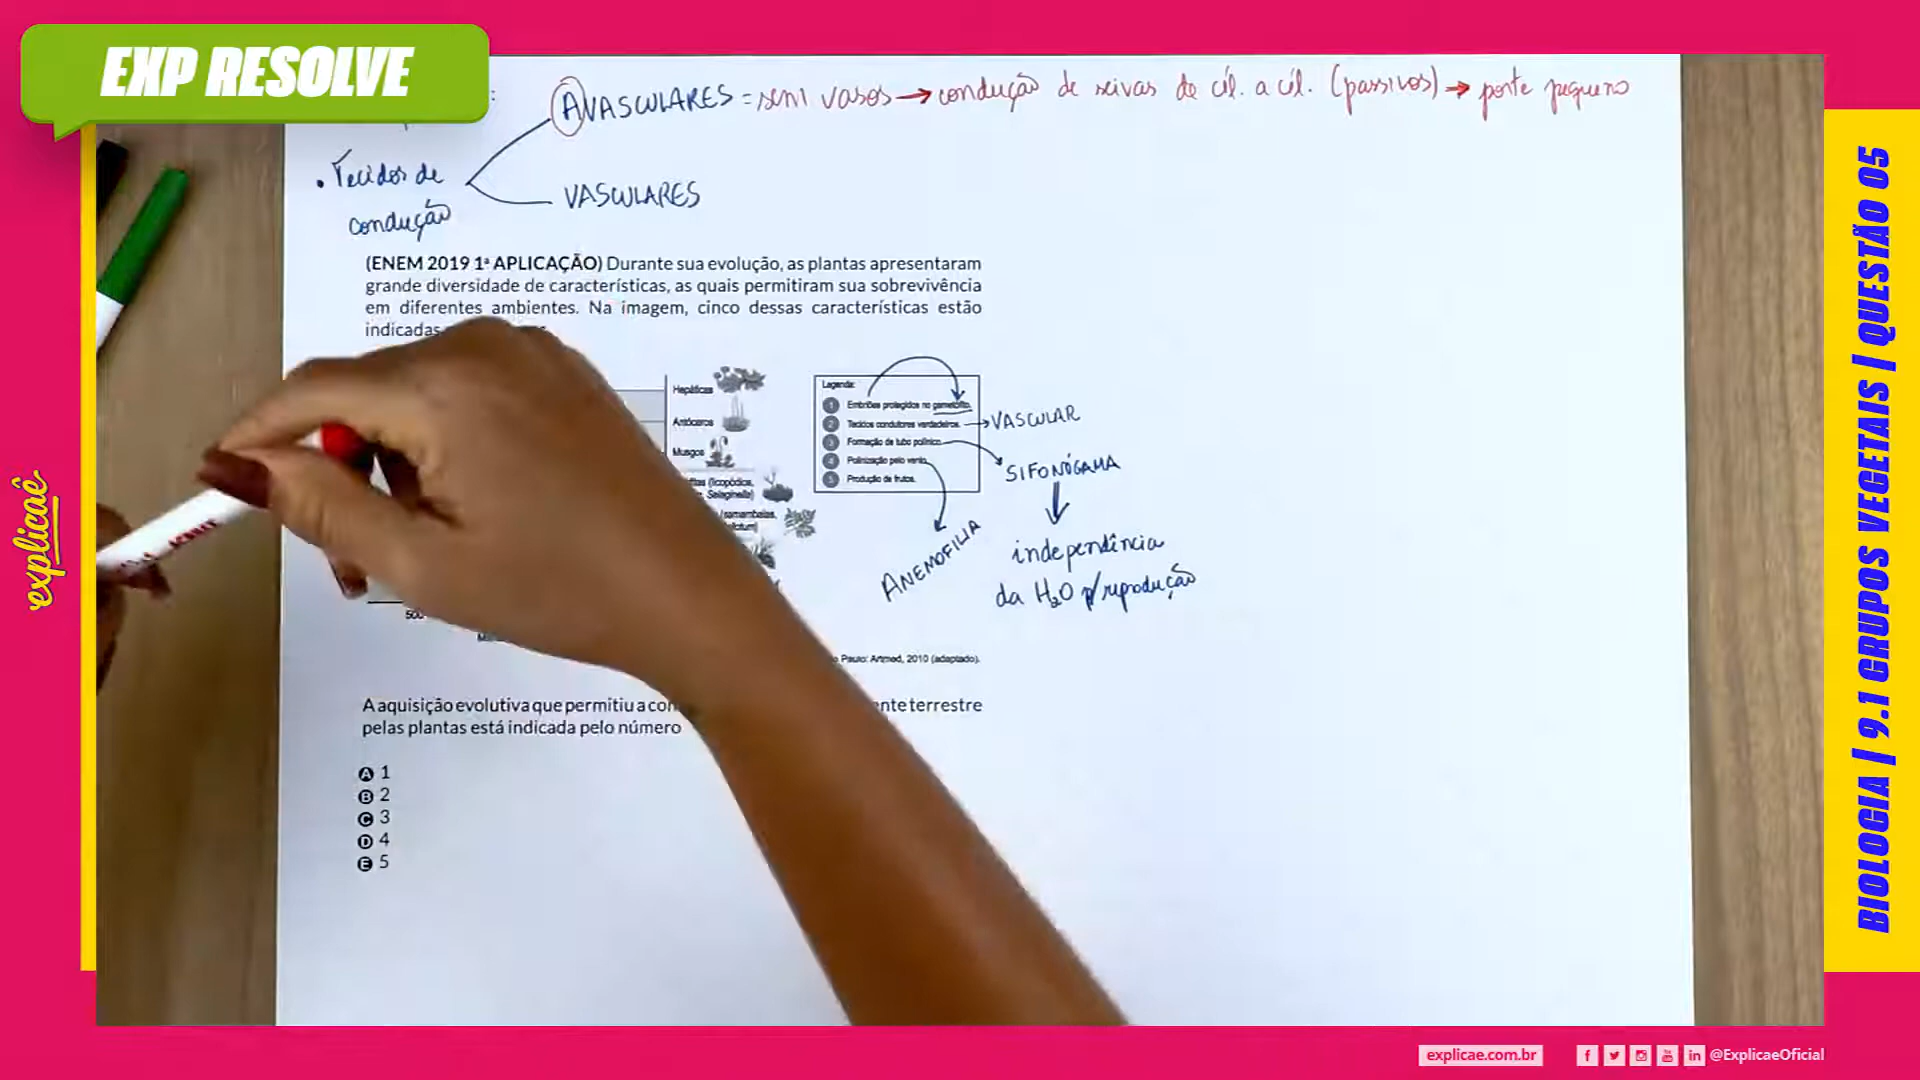 EXP RESOLVE
AVASCULARES = sem vasos → condução de seivas de cél. a cél. (passivos) → porte pequeno
• Tecidos de
condução
VASCULARES
(ENEM 2019 1ª APLICAÇÃO) Durante sua evolução, as plantas apresentaram
grande diversidade de características, as quais permitiram sua sobrevivência
em diferentes ambientes. Na imagem, cinco dessas características estão
indicadas
Hepáticas
Antóceros
Musgos
(licopódios,
Selaginella)
(samambaias,
Legenda:
1 Embriões protegidos no gametófito.
2 Tecidos condutores verdadeiros.
3 Formação de tubo polínico.
4 Polinização pelo vento.
5 Produção de frutos.
→ VASCULAR
SIFONÓGAMA
independência
da H₂O p/ reprodução
ANEMOFILIA
500
Paulo: Artmed, 2010 (adaptado).
A aquisição evolutiva que permitiu a terrestre
pelas plantas está indicada pelo número
A 1
B 2
C 3
D 4
E 5
explicaê
BIOLOGIA | 9.1 GRUPOS VEGETAIS | QUESTÃO 05
explicae.com.br
@ExplicaeOficial